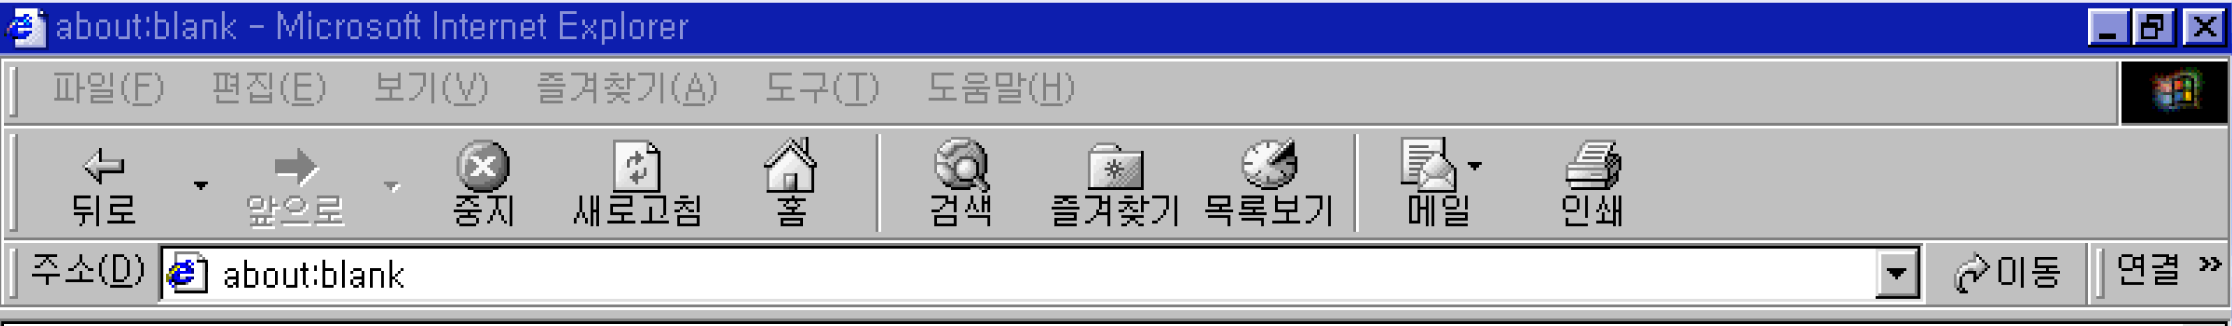 about:blank - Microsoft Internet Explorer
파일(F) 편집(E) 보기(V) 즐겨찾기(A) 도구(T) 도움말(H)
뒤로 앞으로 중지 새로고침 홈 검색 즐겨찾기 목록보기 메일 인쇄
주소(D) about:blank 이동 연결 »